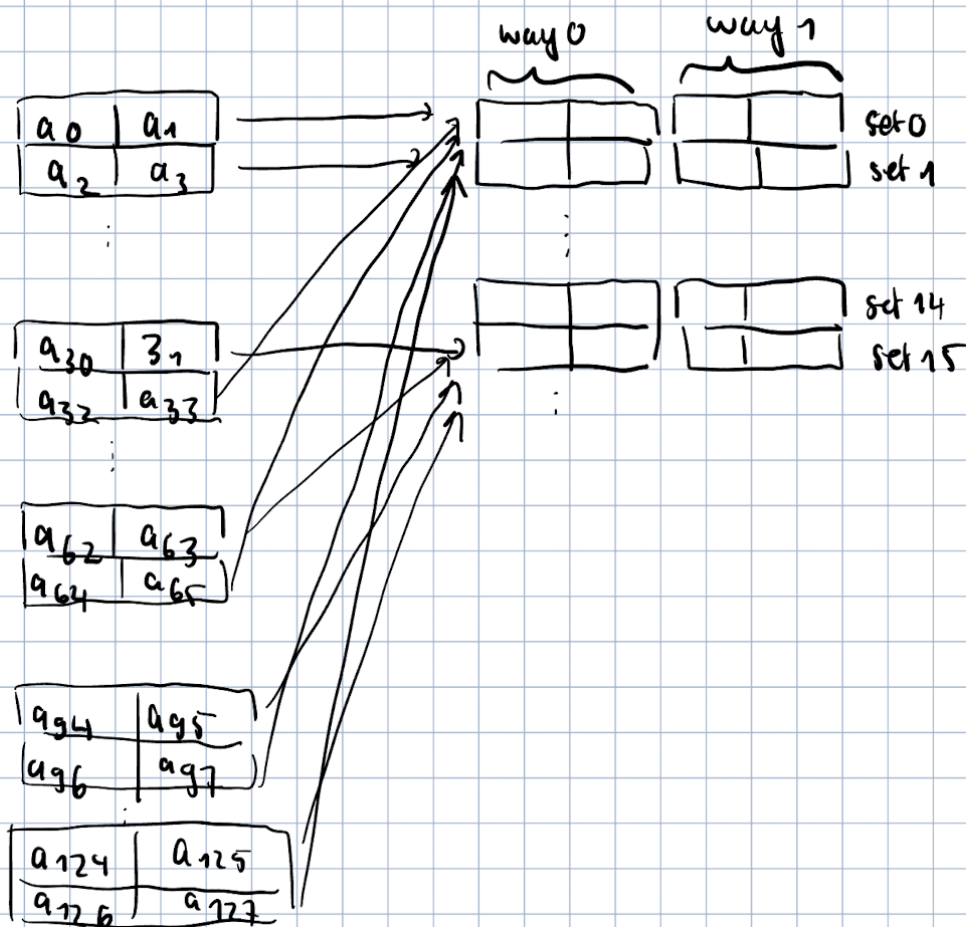 way 0 way 1
a0 a1 set 0
a2 a3 set 1
a30 31 set 14
a32 a33 set 15
a62 a63
a64 a65
a94 a95
a96 a97
a124 a125
a126 a127